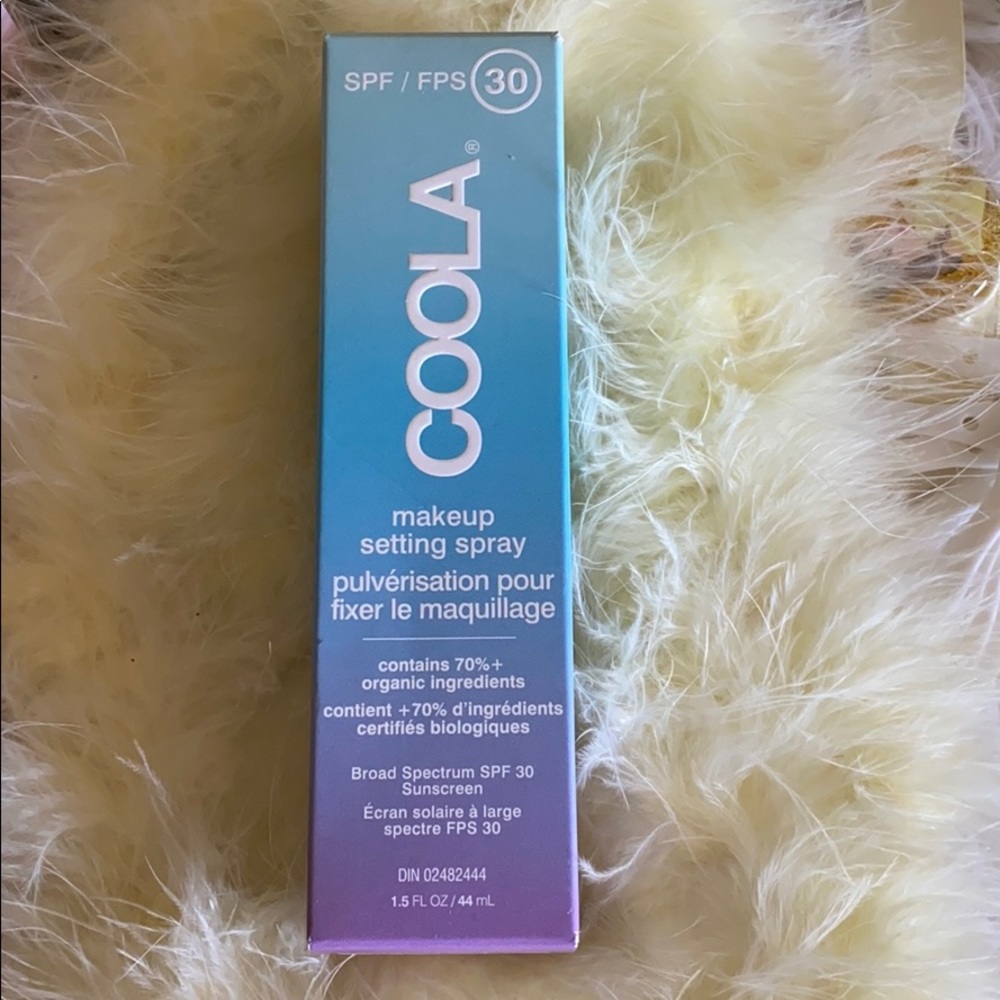 SPF / FPS 30
COOLA®
makeup
setting spray
pulvérisation pour
fixer le maquillage
contains 70%+
organic ingredients
contient +70% d'ingrédients
certifiés biologiques
Broad Spectrum SPF 30
Sunscreen
Écran solaire à large
spectre FPS 30
DIN 02482444
1.5 FL OZ / 44 mL